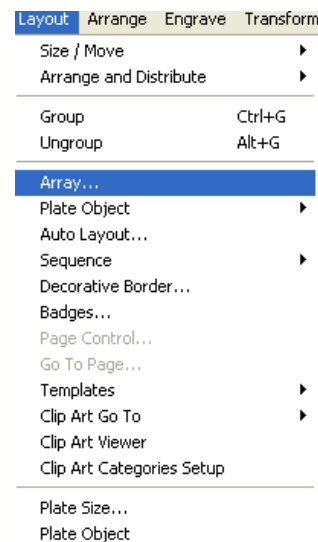 Layout Arrange Engrave Transform
Size / Move
Arrange and Distribute
Group Ctrl+G
Ungroup Alt+G
Array...
Plate Object
Auto Layout...
Sequence
Decorative Border...
Badges...
Page Control...
Go To Page...
Templates
Clip Art Go To
Clip Art Viewer
Clip Art Categories Setup
Plate Size...
Plate Object